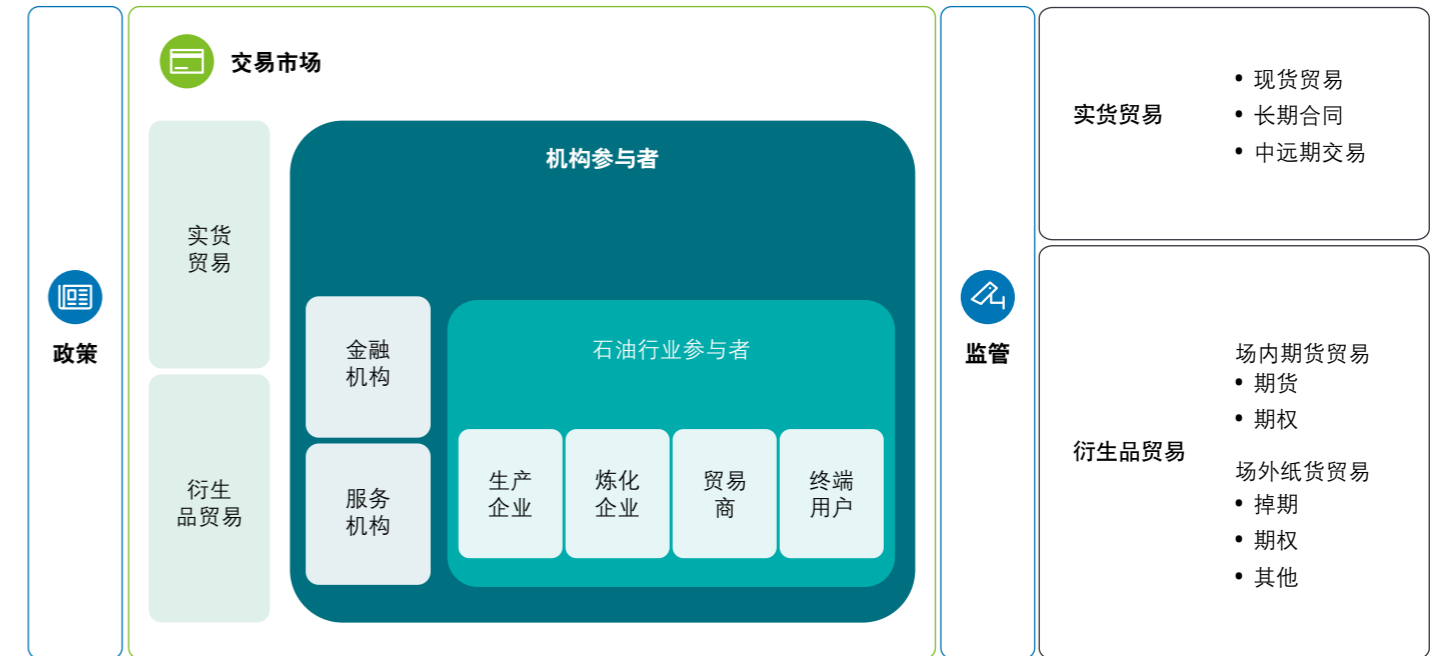 政策
交易市场
实货
贸易
衍生
品贸易
机构参与者
金融
机构
服务
机构
石油行业参与者
生产
企业
炼化
企业
贸易
商
终端
用户
监管
实货贸易
• 现货贸易
• 长期合同
• 中远期交易
衍生品贸易
场内期货贸易
• 期货
• 期权
场外纸货贸易
• 掉期
• 期权
• 其他